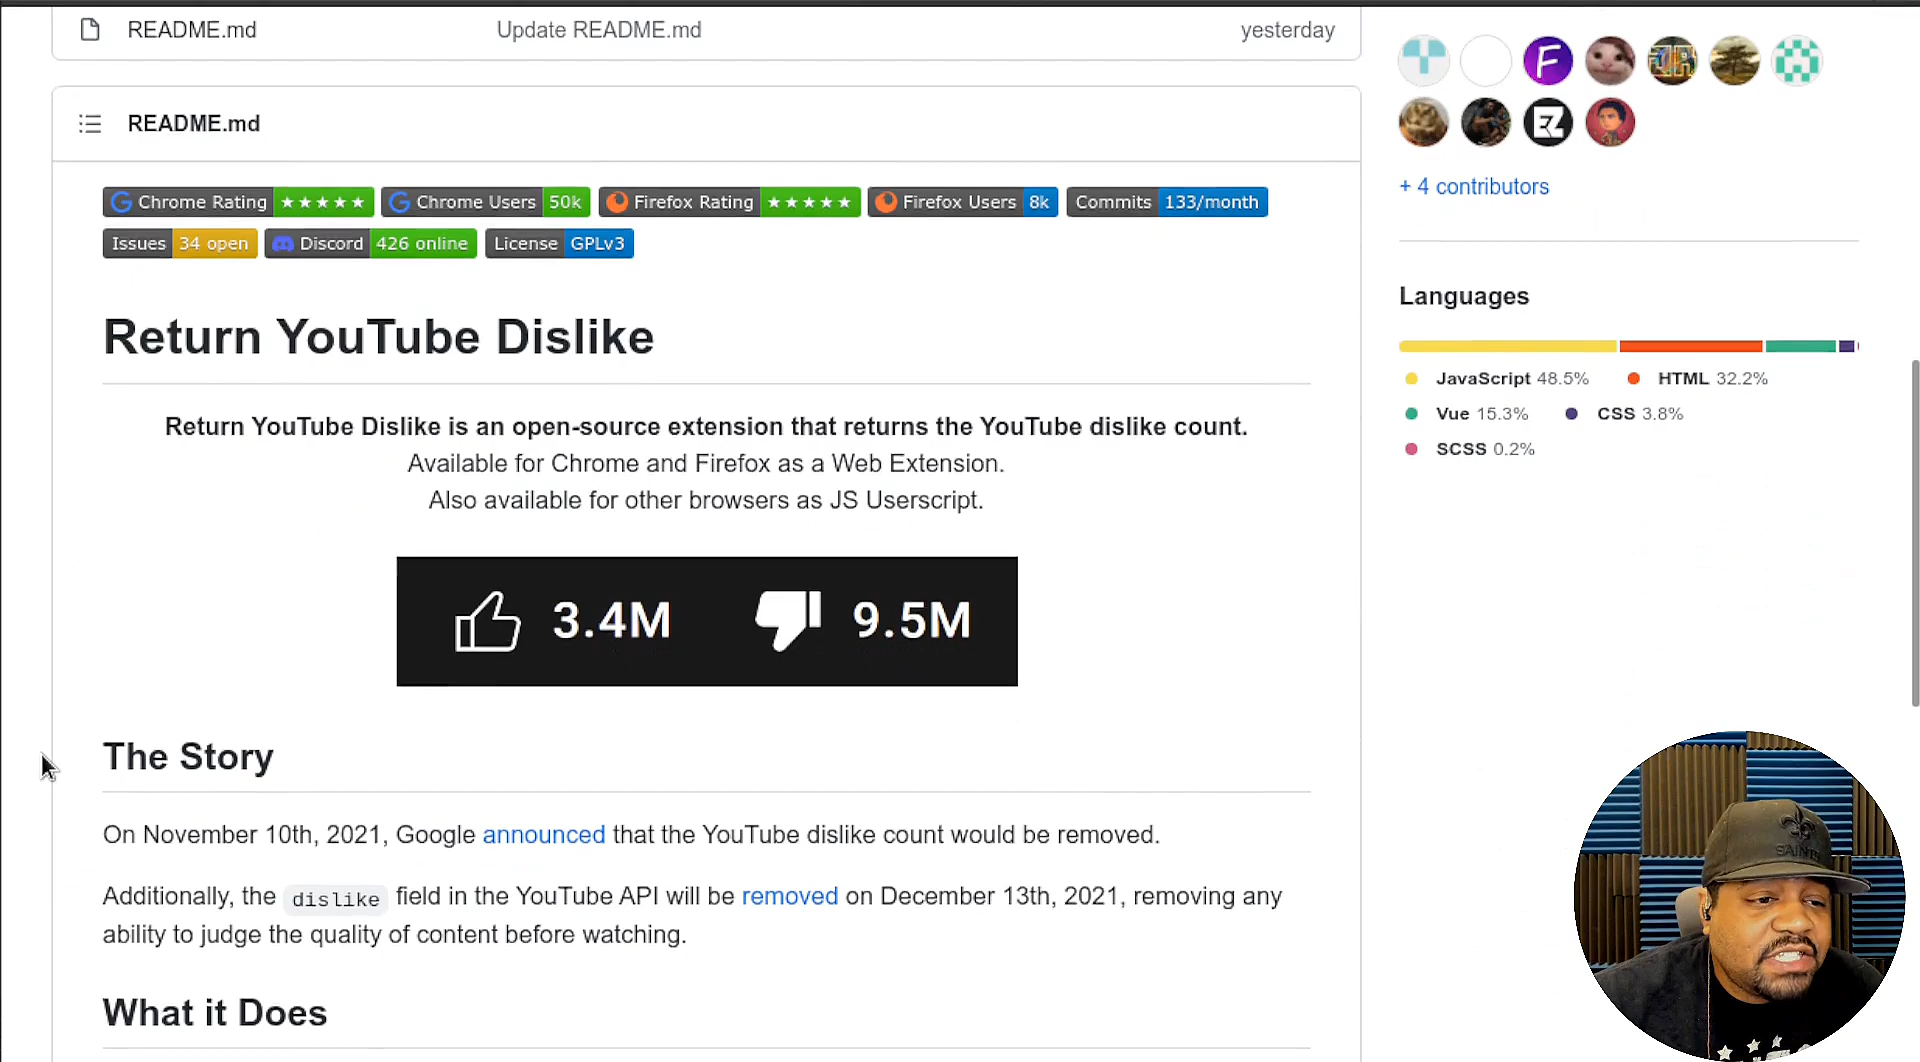 README.md Update README.md yesterday
README.md
Chrome Rating ★★★★★ Chrome Users 50k Firefox Rating ★★★★★ Firefox Users 8k Commits 133/month
Issues 34 open Discord 426 online License GPLv3
Return YouTube Dislike
Return YouTube Dislike is an open-source extension that returns the YouTube dislike count.
Available for Chrome and Firefox as a Web Extension.
Also available for other browsers as JS Userscript.
3.4M 9.5M
The Story
On November 10th, 2021, Google announced that the YouTube dislike count would be removed.
Additionally, the dislike field in the YouTube API will be removed on December 13th, 2021, removing any
ability to judge the quality of content before watching.
What it Does
F
EZ
+ 4 contributors
Languages
JavaScript 48.5% HTML 32.2%
Vue 15.3% CSS 3.8%
SCSS 0.2%
SAINTS